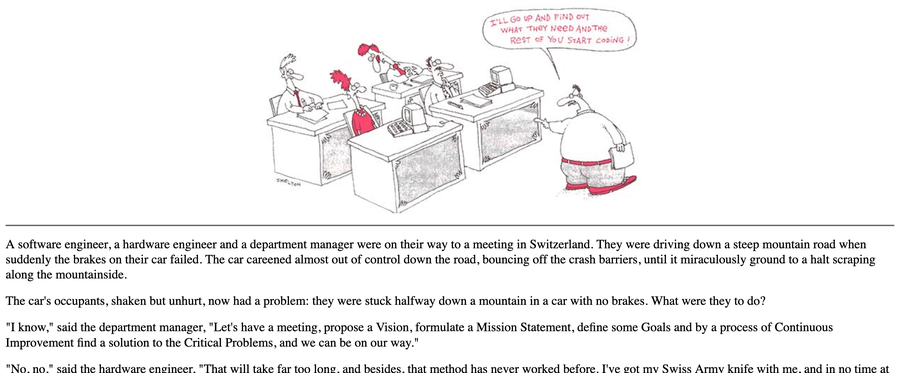 I'LL GO UP AND FIND OUT
WHAT THEY NEED AND THE
REST OF YOU START CODING!
SHELTON
A software engineer, a hardware engineer and a department manager were on their way to a meeting in Switzerland. They were driving down a steep mountain road when
suddenly the brakes on their car failed. The car careened almost out of control down the road, bouncing off the crash barriers, until it miraculously ground to a halt scraping
along the mountainside.
The car's occupants, shaken but unhurt, now had a problem: they were stuck halfway down a mountain in a car with no brakes. What were they to do?
"I know," said the department manager, "Let's have a meeting, propose a Vision, formulate a Mission Statement, define some Goals and by a process of Continuous
Improvement find a solution to the Critical Problems, and we can be on our way."
"No, no," said the hardware engineer, "That will take far too long, and besides, that method has never worked before. I've got my Swiss Army knife with me, and in no time at